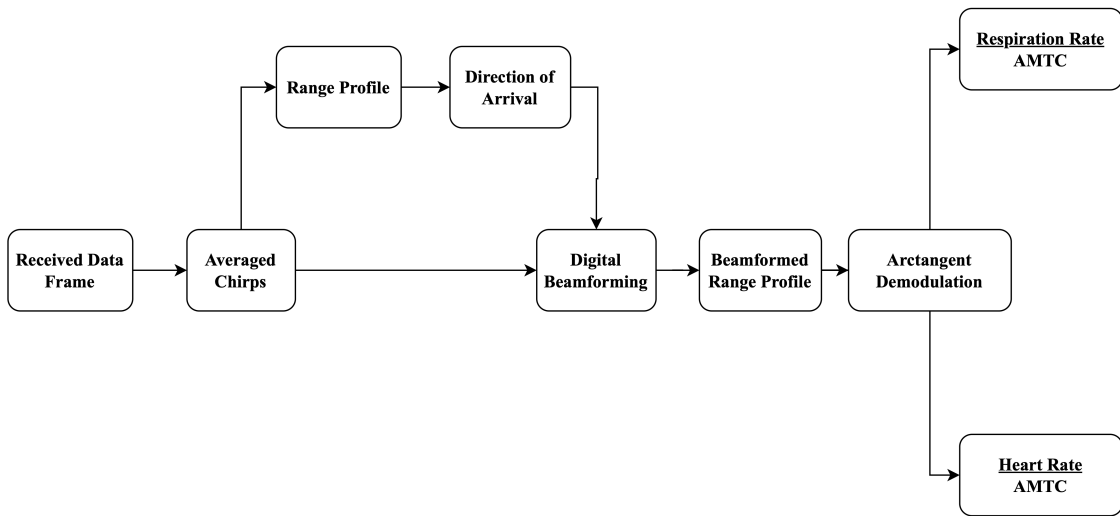 Respiration Rate
AMTC
Range Profile
Direction of
Arrival
Received Data
Frame
Averaged
Chirps
Digital
Beamforming
Beamformed
Range Profile
Arctangent
Demodulation
Heart Rate
AMTC